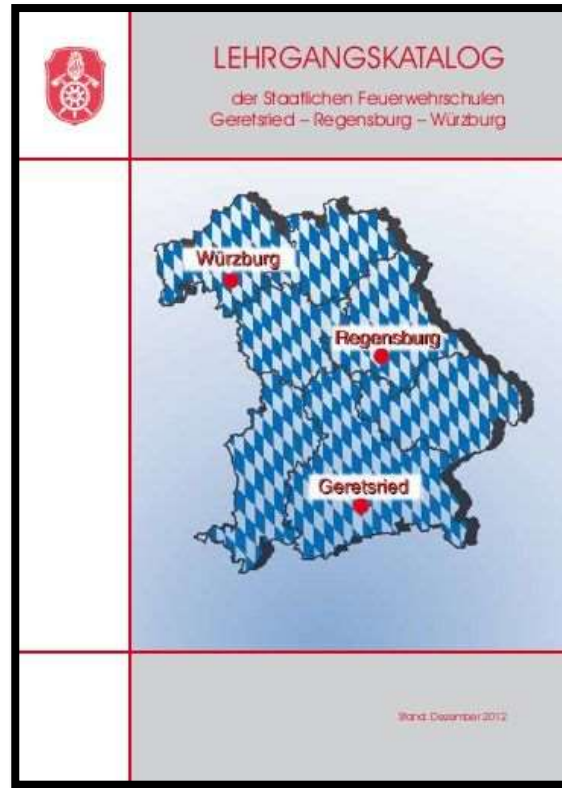 LEHRGANGSKATALOG
der Staatlichen Feuerwehrschulen
Geretsried – Regensburg – Würzburg
Würzburg
Regensburg
Geretsried
Stand: Dezember 2012